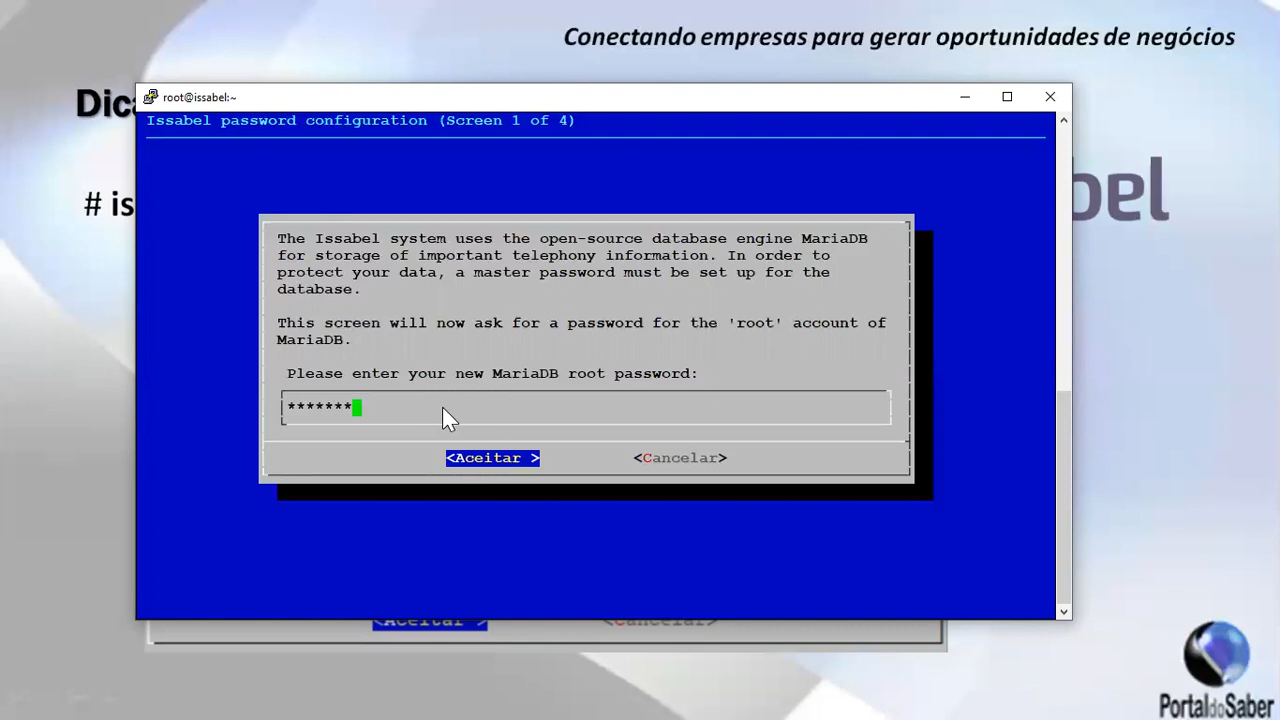 Conectando empresas para gerar oportunidades de negócios
Dica
root@issabel:~
Issabel password configuration (Screen 1 of 4)
# is
bel
The Issabel system uses the open-source database engine MariaDB
for storage of important telephony information. In order to
protect your data, a master password must be set up for the
database.
This screen will now ask for a password for the 'root' account of
MariaDB.
Please enter your new MariaDB root password:
*******
<Aceitar > <Cancelar>
<Aceitar > <Cancelar>
PortaldoSaber